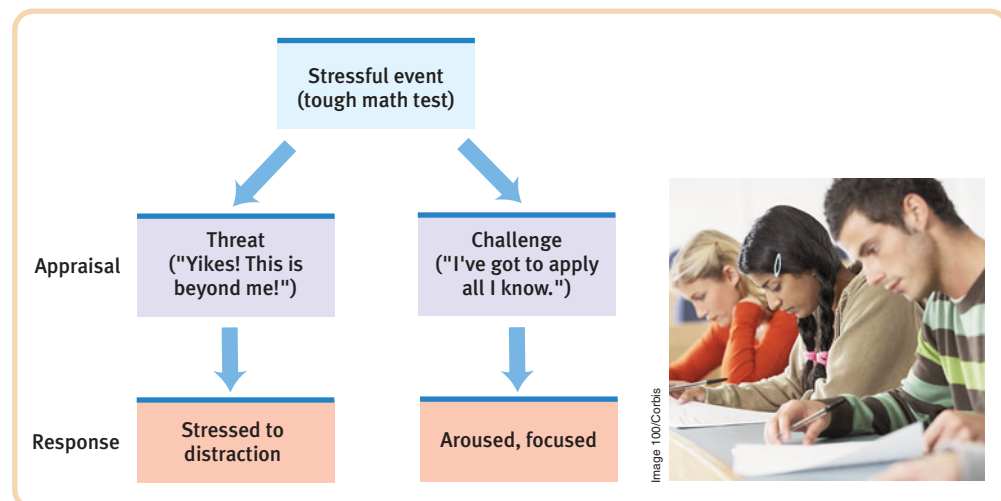 Stressful event
(tough math test)
Appraisal
Threat
("Yikes! This is
beyond me!")
Challenge
("I've got to apply
all I know.")
Response
Stressed to
distraction
Aroused, focused
Image 100/Corbis